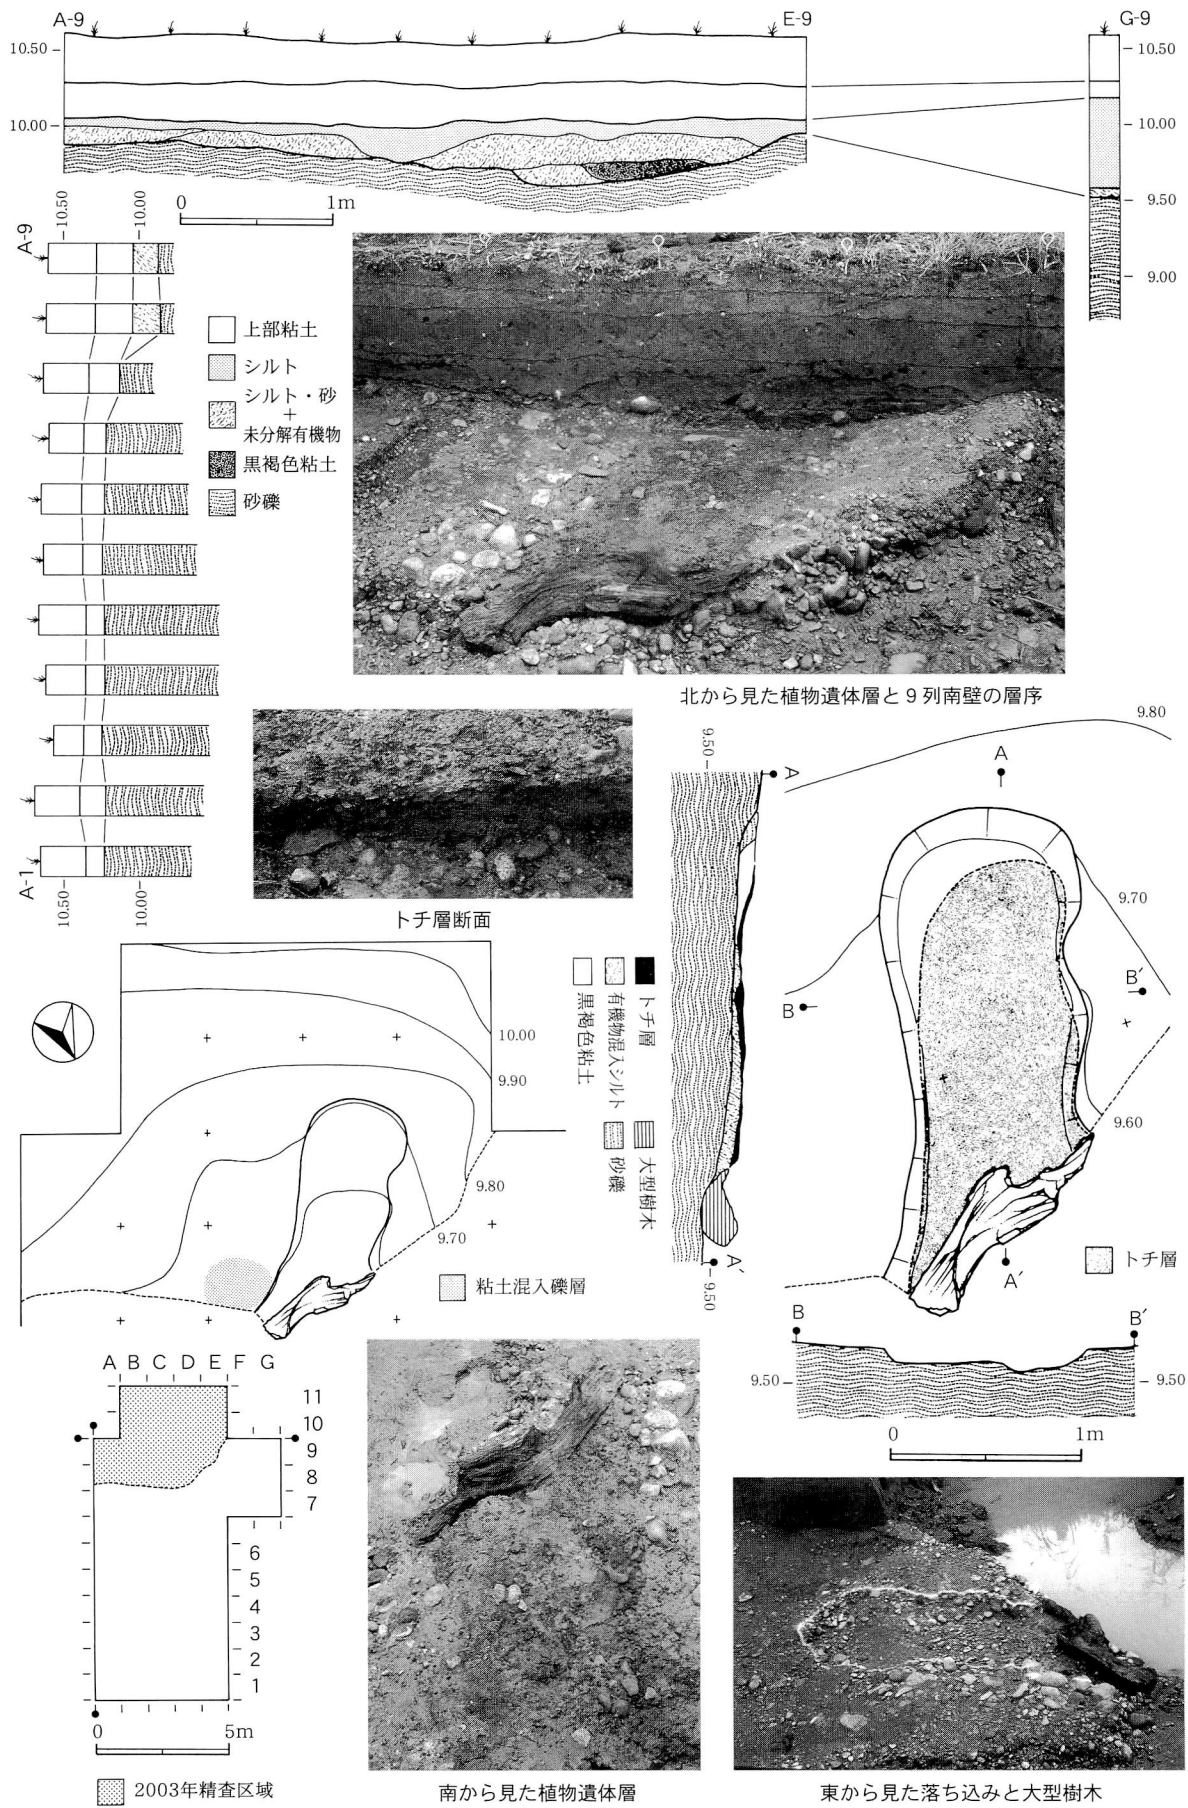 A-9
E-9
G-9
10.50
10.00
10.50
10.00
9.50
9.00
0 1m
A-9
10.50
10.00
上部粘土
シルト
シルト・砂
+
未分解有機物
黒褐色粘土
砂礫
A-1
10.50
10.00
北から見た植物遺体層と9列南壁の層序
トチ層断面
9.50
A
A′
9.50
トチ層
有機物混入シルト
黒褐色粘土
大型樹木
砂礫
9.80
A
9.70
B
B′
9.60
A′
トチ層
10.00
9.90
9.80
9.70
粘土混入礫層
B
B′
9.50
9.50
0 1m
A B C D E F G
11
10
9
8
7
6
5
4
3
2
1
0 5m
2003年精査区域
南から見た植物遺体層
東から見た落ち込みと大型樹木